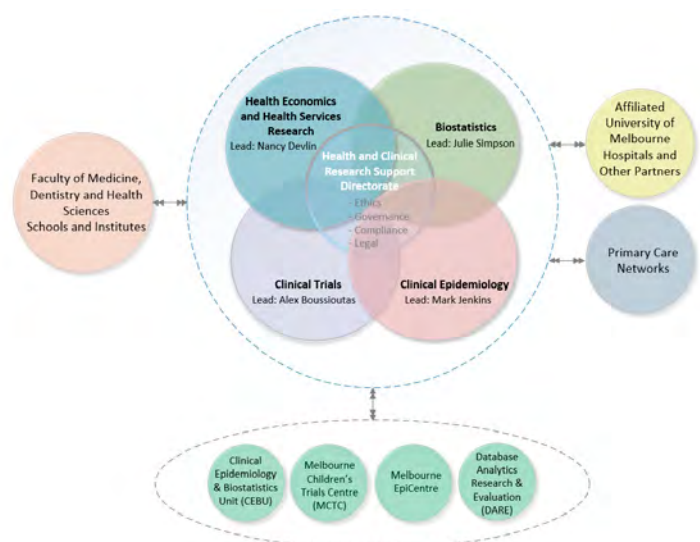 Health Economics
and Health Services
Research
Lead: Nancy Devlin
Biostatistics
Lead: Julie Simpson
Health and Clinical
Research Support
Directorate
- Ethics
- Governance
- Compliance
- Legal
Clinical Trials
Lead: Alex Boussioutas
Clinical Epidemiology
Lead: Mark Jenkins
Faculty of Medicine,
Dentistry and Health
Sciences
Schools and Institutes
Affiliated
University of
Melbourne
Hospitals and
Other Partners
Primary Care
Networks
Clinical
Epidemiology
& Biostatistics
Unit (CEBU)
Melbourne
Children's
Trials Centre
(MCTC)
Melbourne
EpiCentre
Database
Analytics
Research &
Evaluation
(DARE)